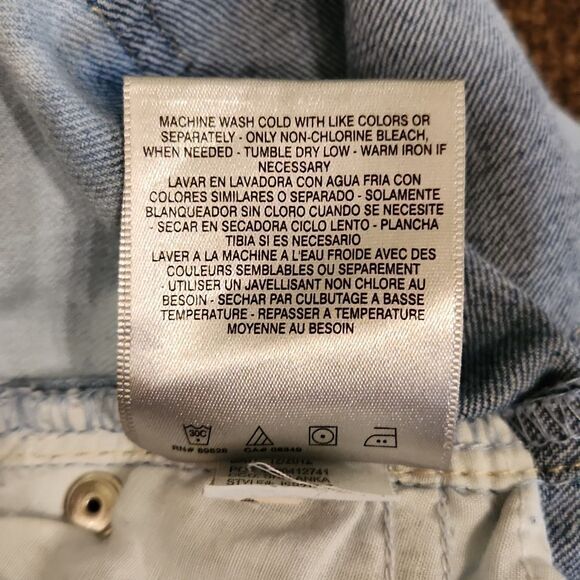 MACHINE WASH COLD WITH LIKE COLORS OR
SEPARATELY - ONLY NON-CHLORINE BLEACH,
WHEN NEEDED - TUMBLE DRY LOW - WARM IRON IF
NECESSARY
LAVAR EN LAVADORA CON AGUA FRIA CON
COLORES SIMILARES O SEPARADO - SOLAMENTE
BLANQUEADOR SIN CLORO CUANDO SE NECESITE
- SECAR EN SECADORA CICLO LENTO - PLANCHA
TIBIA SI ES NECESARIO
LAVER A LA MACHINE A L'EAU FROIDE AVEC DES
COULEURS SEMBLABLES OU SEPAREMENT
- UTILISER UN JAVELLISANT NON CHLORE AU
BESOIN - SECHAR PAR CULBUTAGE A BASSE
TEMPERATURE - REPASSER A TEMPERATURE
MOYENNE AU BESOIN
30C
RN# 69828 CA# 08949